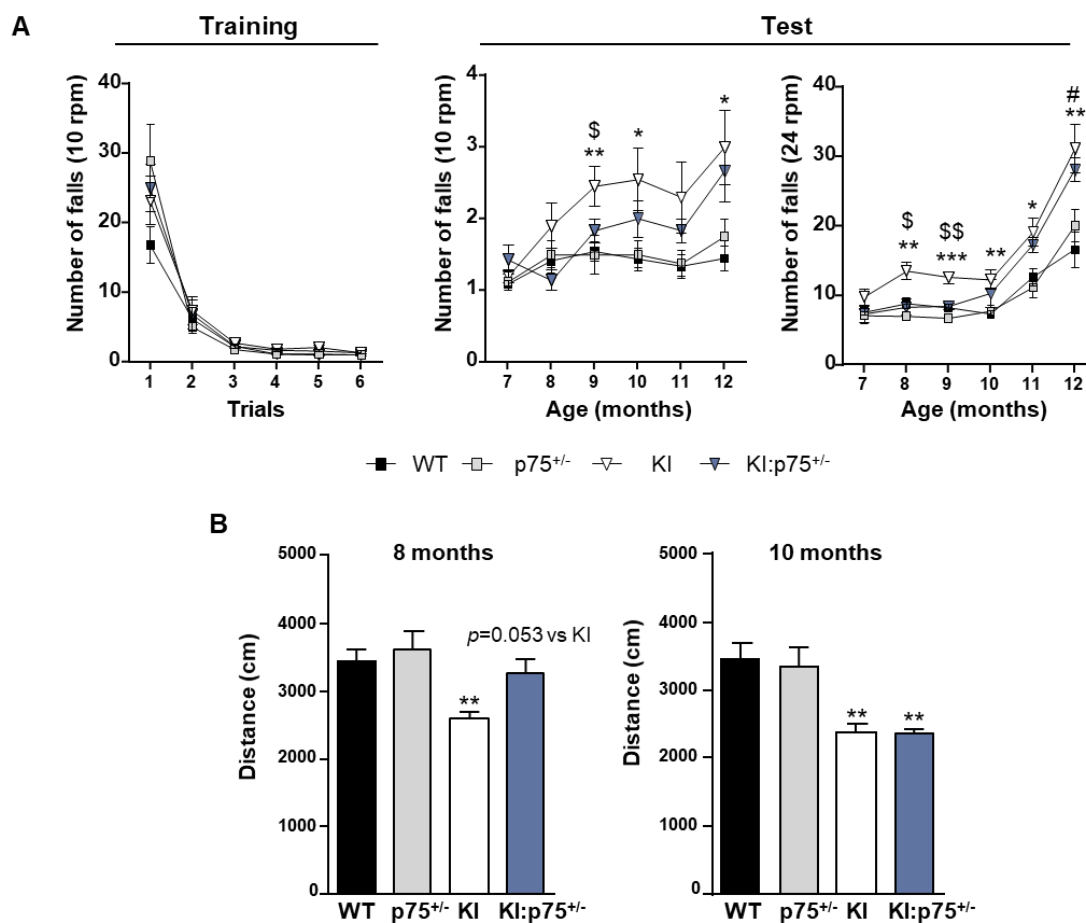 A
Training
Test
Number of falls (10 rpm)
40
30
20
10
0
1 2 3 4 5 6
Trials
Number of falls (10 rpm)
4
3
2
1
0
$
**
*
*
7 8 9 10 11 12
Age (months)
Number of falls (24 rpm)
40
30
20
10
0
$
**
$$
***
**
*
#
**
7 8 9 10 11 12
Age (months)
WT p75+/- KI KI:p75+/-
B
8 months
Distance (cm)
5000
4000
3000
2000
1000
0
p=0.053 vs KI
**
WT p75+/- KI KI:p75+/-
10 months
Distance (cm)
5000
4000
3000
2000
1000
0
** **
WT p75+/- KI KI:p75+/-